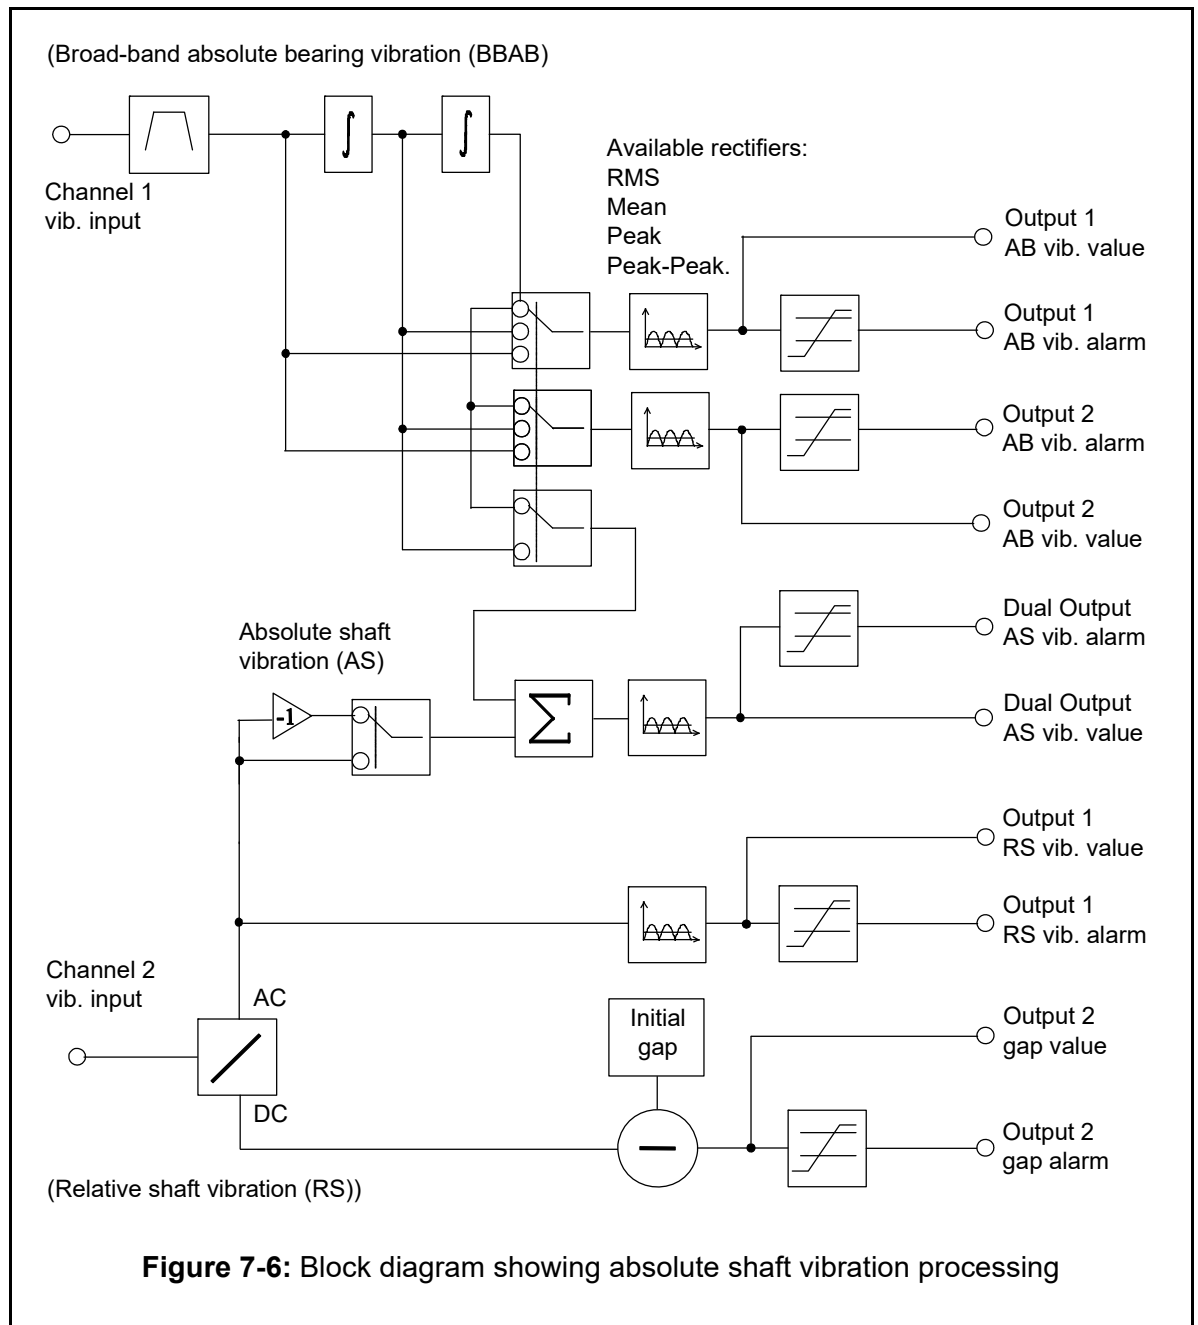 (Broad-band absolute bearing vibration (BBAB)
Channel 1
vib. input
Available rectifiers:
RMS
Mean
Peak
Peak-Peak.
Output 1
AB vib. value
Output 1
AB vib. alarm
Output 2
AB vib. alarm
Output 2
AB vib. value
Absolute shaft
vibration (AS)
Dual Output
AS vib. alarm
-1
Σ
Dual Output
AS vib. value
Output 1
RS vib. value
Output 1
RS vib. alarm
Channel 2
vib. input
AC
DC
Initial
gap
Output 2
gap value
Output 2
gap alarm
(Relative shaft vibration (RS))
Figure 7-6: Block diagram showing absolute shaft vibration processing